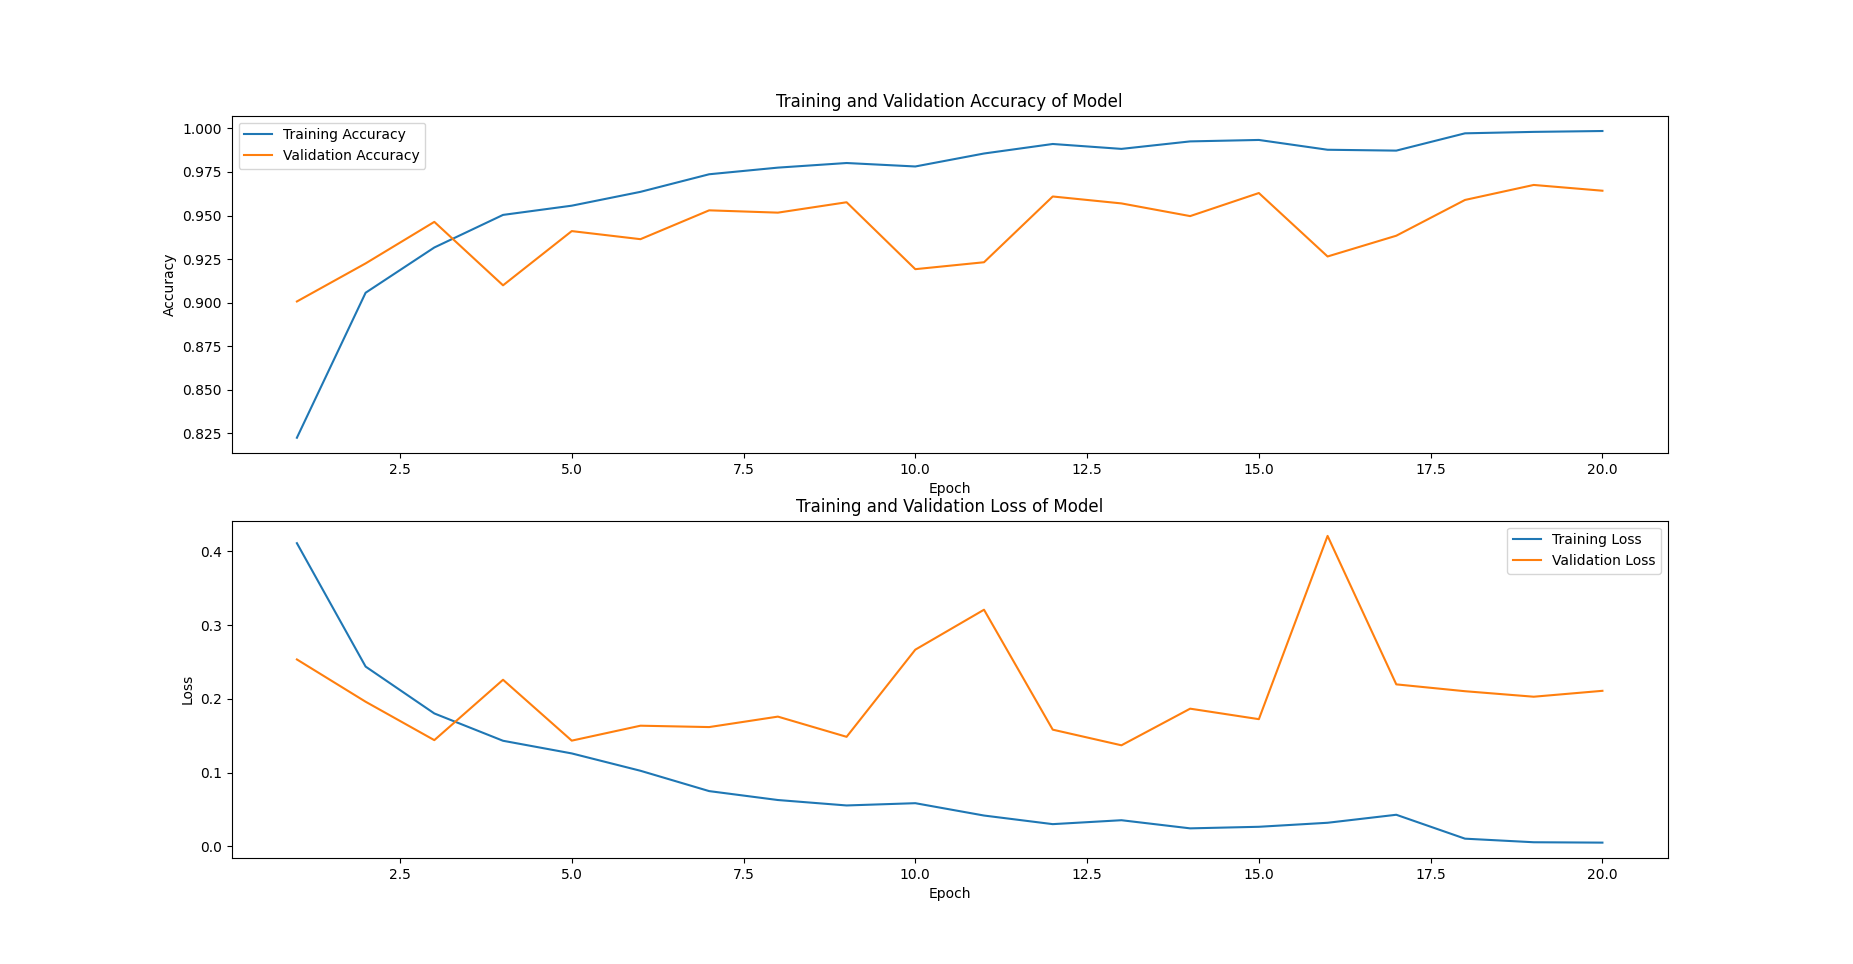 Training and Validation Accuracy of Model
1.000
0.975
0.950
0.925
0.900
0.875
0.850
0.825
Accuracy
Training Accuracy
Validation Accuracy
2.5 5.0 7.5 10.0 12.5 15.0 17.5 20.0
Epoch
Training and Validation Loss of Model
0.4
0.3
0.2
0.1
0.0
Loss
Training Loss
Validation Loss
2.5 5.0 7.5 10.0 12.5 15.0 17.5 20.0
Epoch